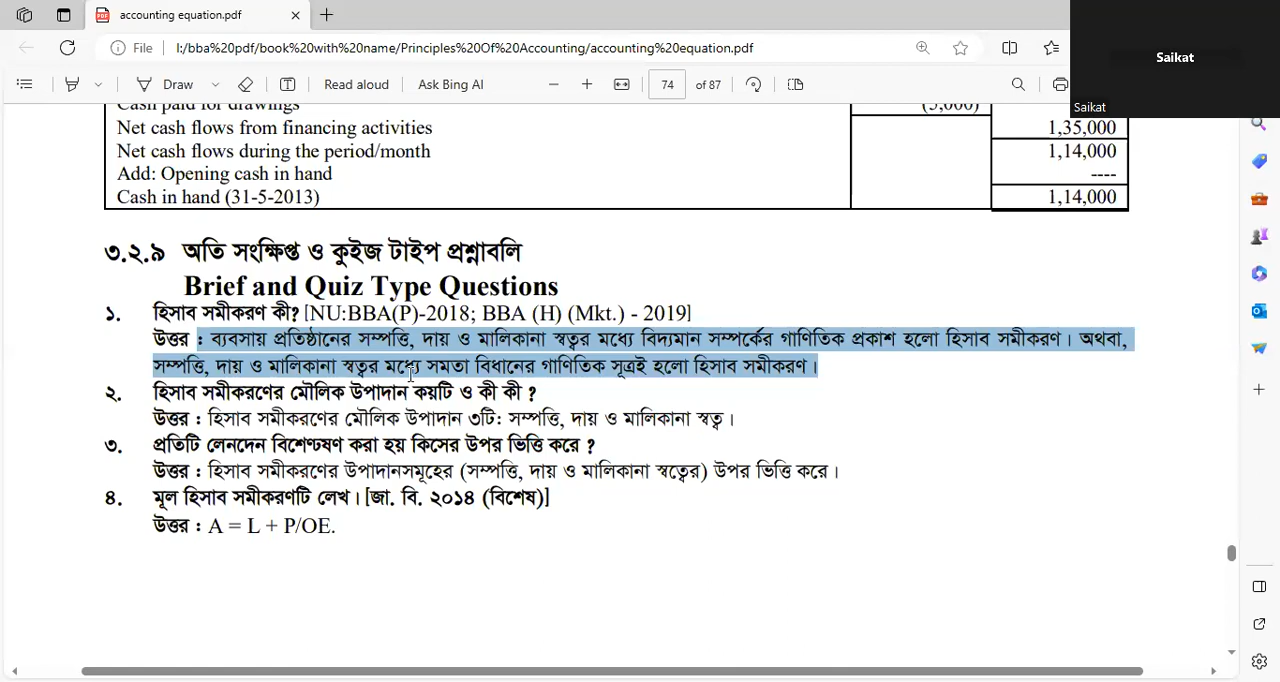 accounting equation.pdf
File
I:/bba%20pdf/book%20with%20name/Principles%20Of%20Accounting/accounting%20equation.pdf
Saikat
Draw
Read aloud
Ask Bing AI
74 of 87
Saikat
Cash paid for drawings (5,000)
Net cash flows from financing activities 1,35,000
Net cash flows during the period/month 1,14,000
Add: Opening cash in hand ----
Cash in hand (31-5-2013) 1,14,000
৩.২.৯ অতি সংক্ষিপ্ত ও কুইজ টাইপ প্রশ্নাবলি
Brief and Quiz Type Questions
১. হিসাব সমীকরণ কী? [NU:BBA(P)-2018; BBA (H) (Mkt.) - 2019]
উত্তর : ব্যবসায় প্রতিষ্ঠানের সম্পত্তি, দায় ও মালিকানা স্বত্বর মধ্যে বিদ্যমান সম্পর্কের গাণিতিক প্রকাশ হলো হিসাব সমীকরণ। অথবা,
সম্পত্তি, দায় ও মালিকানা স্বত্বর মধ্যে সমতা বিধানের গাণিতিক সূত্রই হলো হিসাব সমীকরণ।
২. হিসাব সমীকরণের মৌলিক উপাদান কয়টি ও কী কী ?
উত্তর : হিসাব সমীকরণের মৌলিক উপাদান ৩টি: সম্পত্তি, দায় ও মালিকানা স্বত্ব।
৩. প্রতিটি লেনদেন বিশেণ্ঢষণ করা হয় কিসের উপর ভিত্তি করে ?
উত্তর : হিসাব সমীকরণের উপাদানসমূহের (সম্পত্তি, দায় ও মালিকানা স্বত্বের) উপর ভিত্তি করে।
৪. মূল হিসাব সমীকরণটি লেখ। [জা. বি. ২০১৪ (বিশেষ)]
উত্তর : A = L + P/OE.